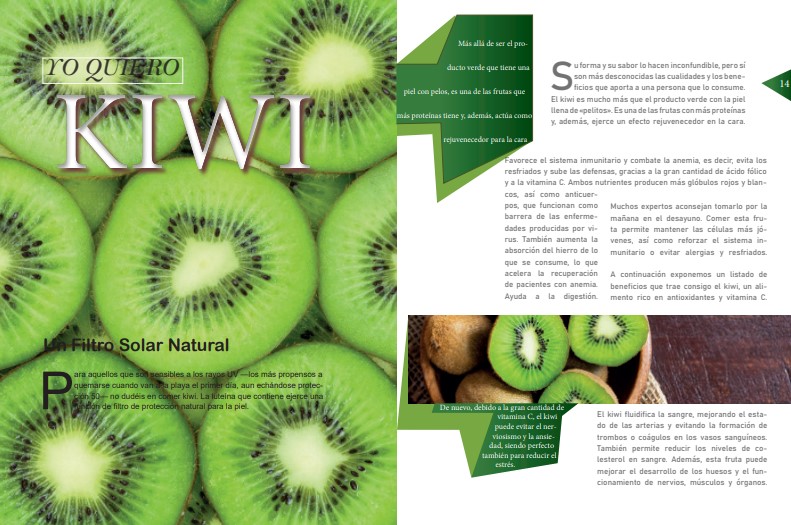 YO QUIERO
KIWI
Un Filtro Solar Natural
Para aquellos que son sensibles a los rayos UV —los más propensos a
quemarse cuando van a la playa el primer día, aun echándose protec-
ción 50— no dudéis en comer kiwi. La luteína que contiene ejerce una
función de filtro de protección natural para la piel.
Más allá de ser el pro-
ducto verde que tiene una
piel con pelos, es una de las frutas que
más proteínas tiene y, además, actúa como
rejuvenecedor para la cara
Su forma y su sabor lo hacen inconfundible, pero sí
son más desconocidas las cualidades y los bene-
ficios que aporta a una persona que lo consume.
El kiwi es mucho más que el producto verde con la piel
llena de «pelitos». Es una de las frutas con más proteínas
y, además, ejerce un efecto rejuvenecedor en la cara.
14
Favorece el sistema inmunitario y combate la anemia, es decir, evita los
resfriados y sube las defensas, gracias a la gran cantidad de ácido fólico
y a la vitamina C. Ambos nutrientes producen más glóbulos rojos y blan-
cos, así como anticuer-
pos, que funcionan como
barrera de las enferme-
dades producidas por vi-
rus. También aumenta la
absorción del hierro de lo
que se consume, lo que
acelera la recuperación
de pacientes con anemia.
Ayuda a la digestión.
Muchos expertos aconsejan tomarlo por la
mañana en el desayuno. Comer esta fru-
ta permite mantener las células más jó-
venes, así como reforzar el sistema in-
munitario o evitar alergias y resfriados.
A continuación exponemos un listado de
beneficios que trae consigo el kiwi, un ali-
mento rico en antioxidantes y vitamina C.
De nuevo, debido a la gran cantidad de
vitamina C, el kiwi
puede evitar el ner-
viosismo y la ansie-
dad, siendo perfecto
también para reducir el
estrés.
El kiwi fluidifica la sangre, mejorando el esta-
do de las arterias y evitando la formación de
trombos o coágulos en los vasos sanguíneos.
También permite reducir los niveles de co-
lesterol en sangre. Además, esta fruta puede
mejorar el desarrollo de los huesos y el fun-
cionamiento de nervios, músculos y órganos.